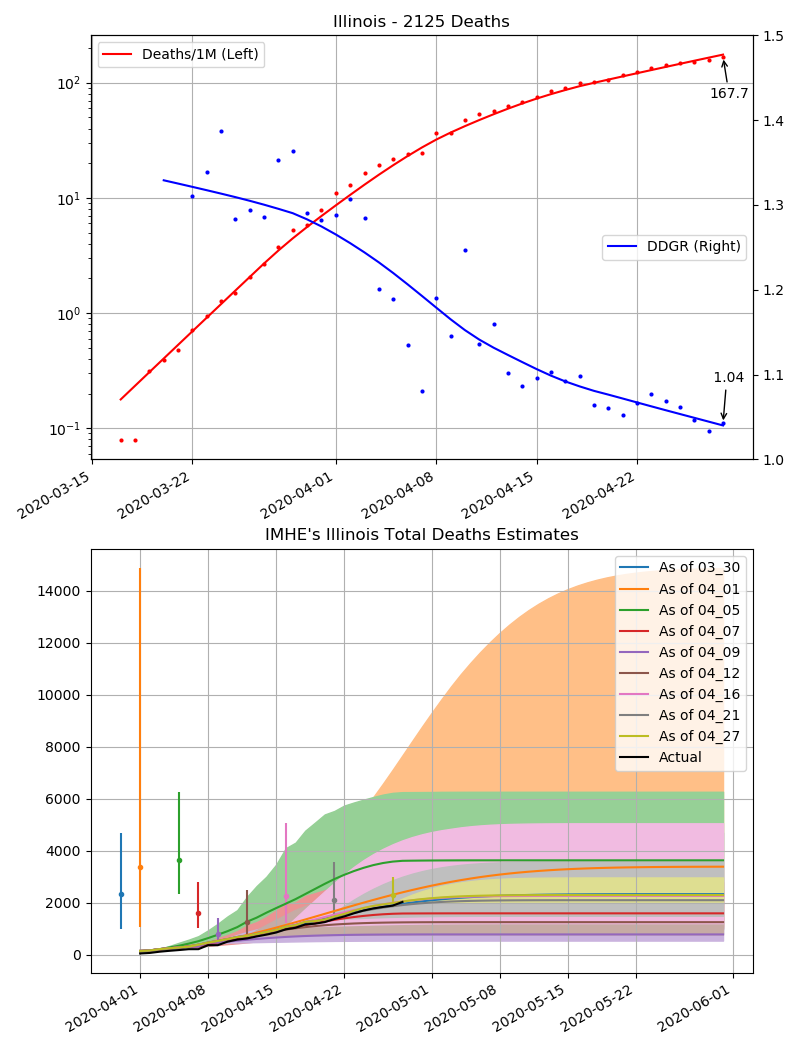 Illinois - 2125 Deaths
Deaths/1M (Left)
DDGR (Right)
167.7
1.04
10²
10¹
10⁰
10⁻¹
1.5
1.4
1.3
1.2
1.1
1.0
2020-03-15
2020-03-22
2020-04-01
2020-04-08
2020-04-15
2020-04-22
IMHE's Illinois Total Deaths Estimates
14000
12000
10000
8000
6000
4000
2000
0
As of 03_30
As of 04_01
As of 04_05
As of 04_07
As of 04_09
As of 04_12
As of 04_16
As of 04_21
As of 04_27
Actual
2020-04-01
2020-04-08
2020-04-15
2020-04-22
2020-05-01
2020-05-08
2020-05-15
2020-05-22
2020-06-01